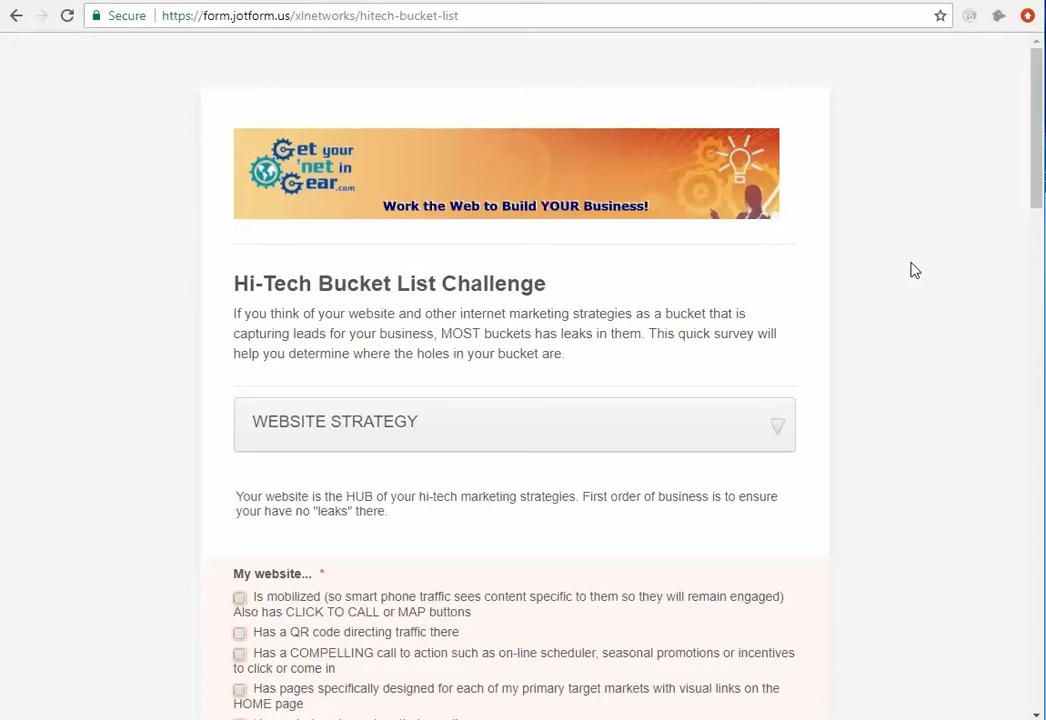 Secure
https://form.jotform.us/xlnetworks/hitech-bucket-list
Get your
'net in
Gear.com
Work the Web to Build YOUR Business!
Hi-Tech Bucket List Challenge
If you think of your website and other internet marketing strategies as a bucket that is
capturing leads for your business, MOST buckets has leaks in them. This quick survey will
help you determine where the holes in your bucket are.
WEBSITE STRATEGY
Your website is the HUB of your hi-tech marketing strategies. First order of business is to ensure
your have no "leaks" there.
My website... *
Is mobilized (so smart phone traffic sees content specific to them so they will remain engaged)
Also has CLICK TO CALL or MAP buttons
Has a QR code directing traffic there
Has a COMPELLING call to action such as on-line scheduler, seasonal promotions or incentives
to click or come in
Has pages specifically designed for each of my primary target markets with visual links on the
HOME page